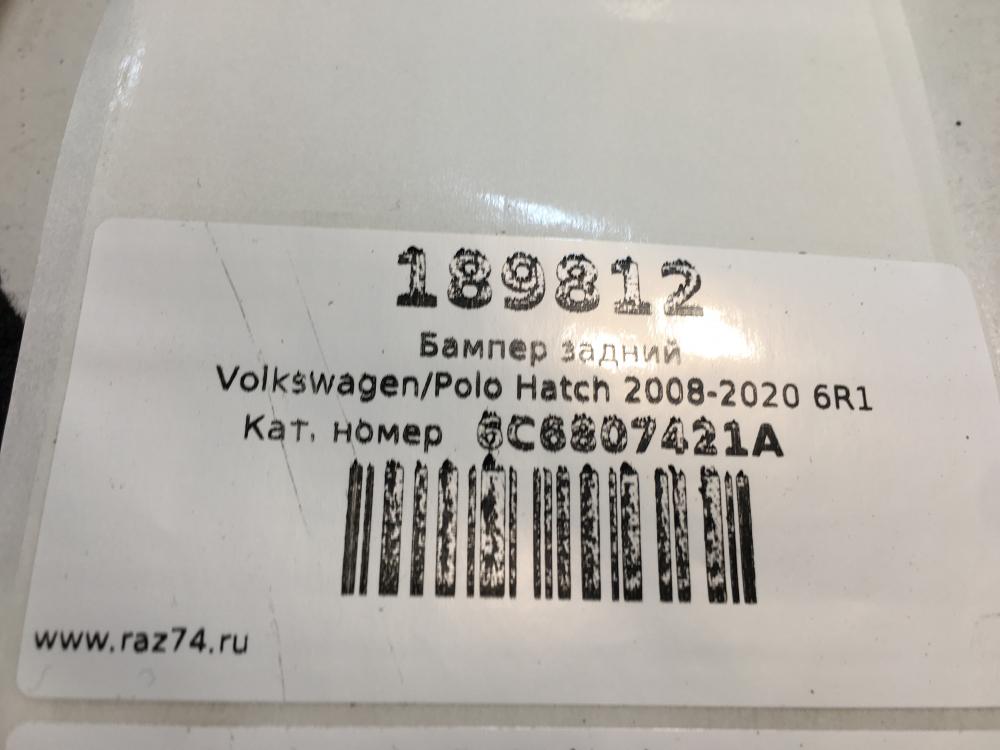 189812
Бампер задний
Volkswagen/Polo Hatch 2008-2020 6R1
Кат. номер 6C6807421A
www.raz74.ru